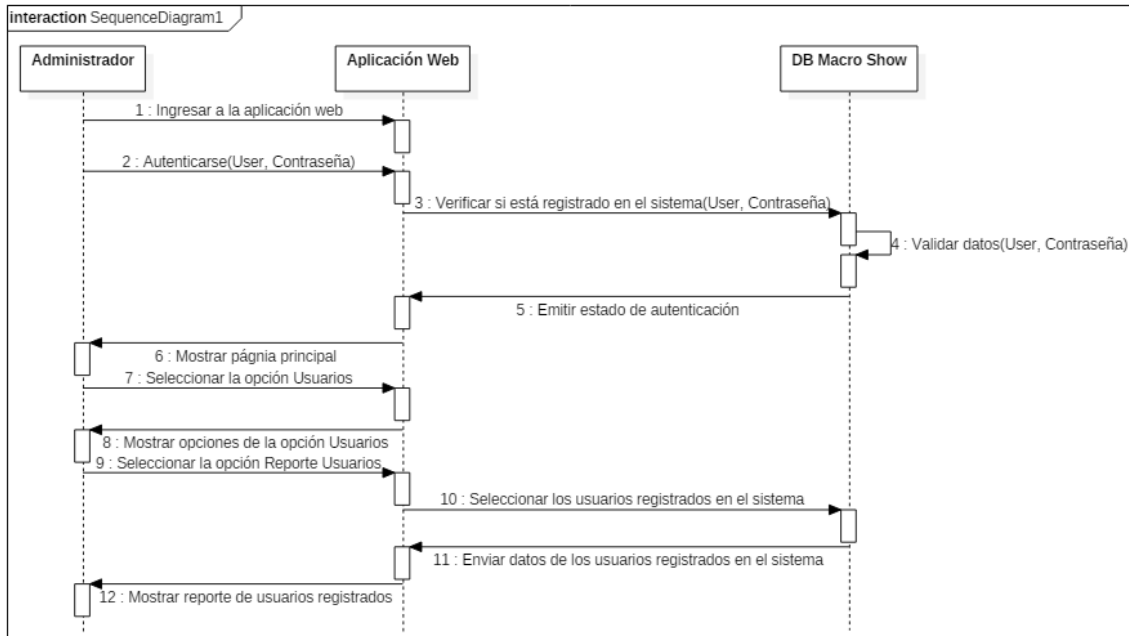 interaction SequenceDiagram1
Administrador
Aplicación Web
DB Macro Show
1 : Ingresar a la aplicación web
2 : Autenticarse(User, Contraseña)
3 : Verificar si está registrado en el sistema(User, Contraseña)
4 : Validar datos(User, Contraseña)
5 : Emitir estado de autenticación
6 : Mostrar págnia principal
7 : Seleccionar la opción Usuarios
8 : Mostrar opciones de la opción Usuarios
9 : Seleccionar la opción Reporte Usuarios
10 : Seleccionar los usuarios registrados en el sistema
11 : Enviar datos de los usuarios registrados en el sistema
12 : Mostrar reporte de usuarios registrados